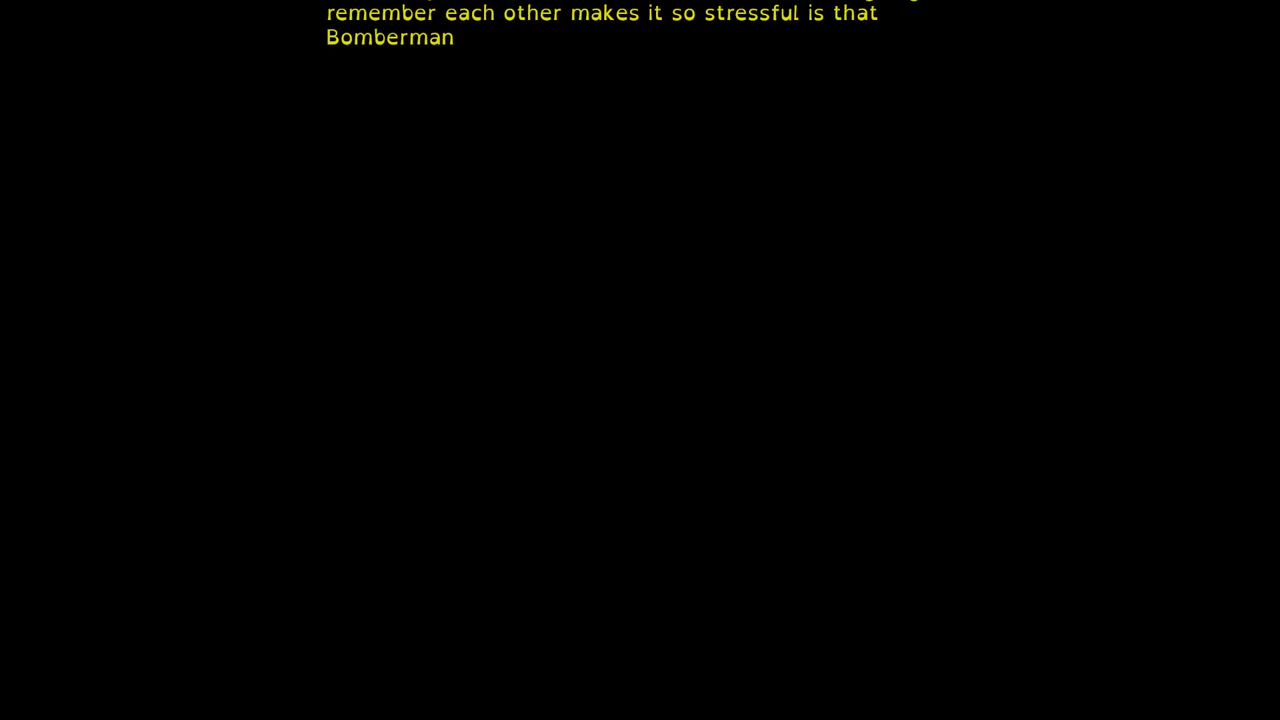 remember each other makes it so stressful is that
Bomberman